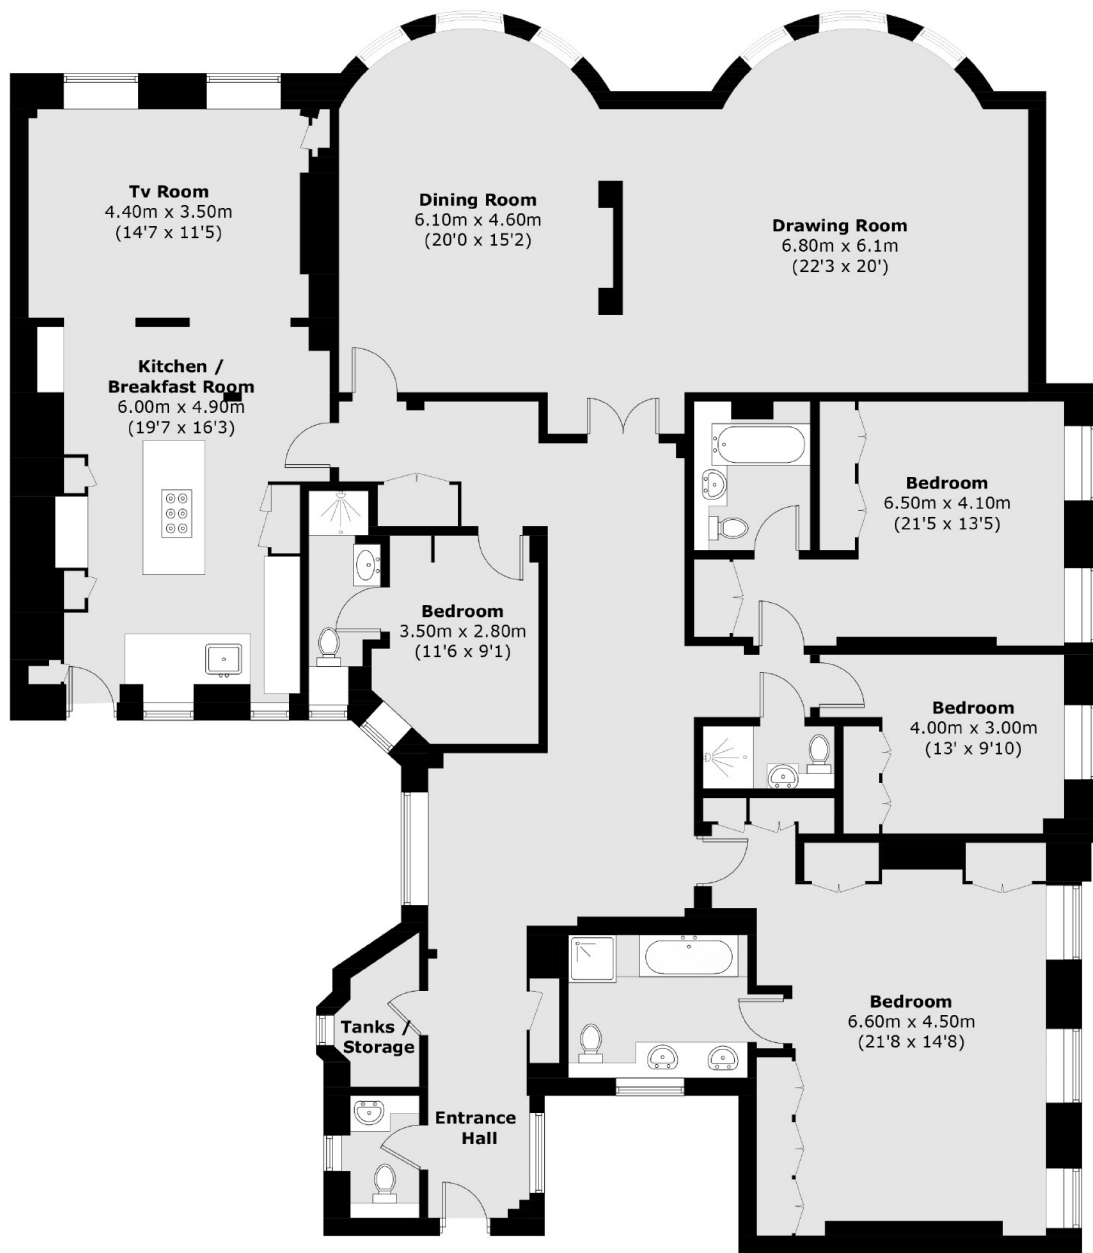 Tv Room
4.40m x 3.50m
(14'7 x 11'5)
Dining Room
6.10m x 4.60m
(20'0 x 15'2)
Drawing Room
6.80m x 6.1m
(22'3 x 20')
Kitchen /
Breakfast Room
6.00m x 4.90m
(19'7 x 16'3)
Bedroom
6.50m x 4.10m
(21'5 x 13'5)
Bedroom
3.50m x 2.80m
(11'6 x 9'1)
Bedroom
4.00m x 3.00m
(13' x 9'10)
Bedroom
6.60m x 4.50m
(21'8 x 14'8)
Tanks /
Storage
Entrance
Hall